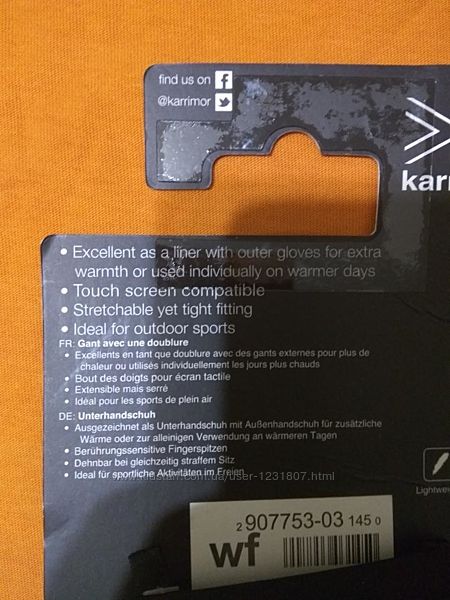 find us on f
@karrimor
karr
• Excellent as a liner with outer gloves for extra
warmth or used individually on warmer days
• Touch screen compatible
• Stretchable yet tight fitting
• Ideal for outdoor sports
FR: Gant avec une doublure
• Excellents en tant que doublure avec des gants externes pour plus de
chaleur ou utilisés individuellement les jours plus chauds
• Bout des doigts pour écran tactile
• Extensible mais serré
• Idéal pour les sports de plein air
DE: Unterhandschuh
• Ausgezeichnet als Unterhandschuh mit Außenhandschuh für zusätzliche
Wärme oder zur alleinigen Verwendung an wärmeren Tagen
• Berührungssensitive Fingerspitzen
• Dehnbar bei gleichzeitig straffem Sitz
• Ideal für sportliche Aktivitäten im Freien
user-1231807.html
Lightwei
2 907753-03 145 0
wf